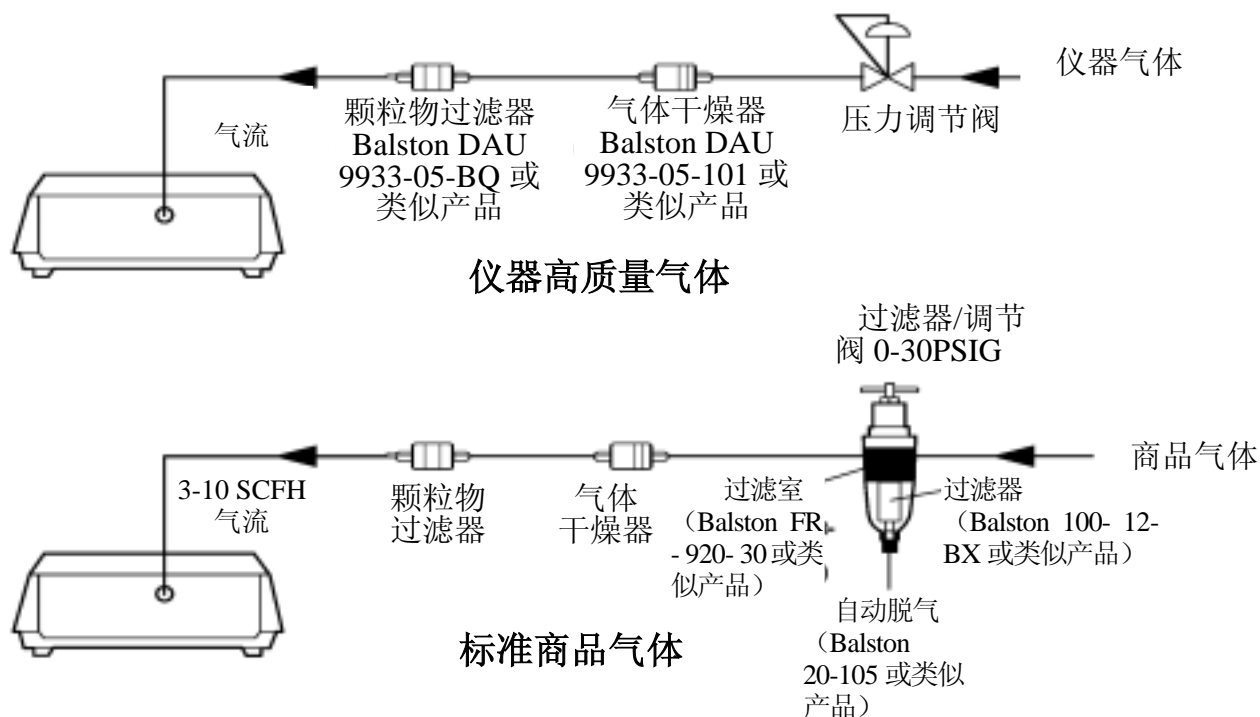 仪器气体
压力调节阀
气体干燥器
Balston DAU
9933-05-101 或
类似产品
颗粒物过滤器
Balston DAU
9933-05-BQ 或
类似产品
气流
仪器高质量气体
过滤器/调节
阀 0-30PSIG
商品气体
过滤器
（Balston 100- 12-
BX 或类似产品）
过滤室
（Balston FR
- 920- 30 或类
似产品）
自动脱气
（Balston
20-105 或类似
产品）
气体
干燥器
颗粒物
过滤器
3-10 SCFH
气流
标准商品气体